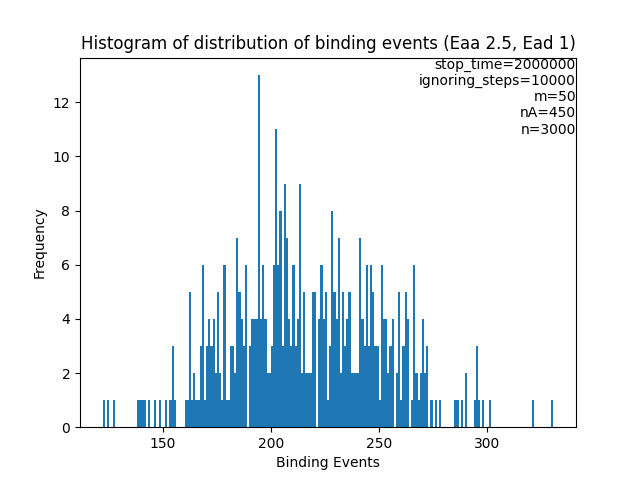 Histogram of distribution of binding events (Eaa 2.5, Ead 1)
stop_time=2000000
ignoring_steps=10000
m=50
nA=450
n=3000
12
10
8
6
4
2
0
Frequency
150 200 250 300
Binding Events